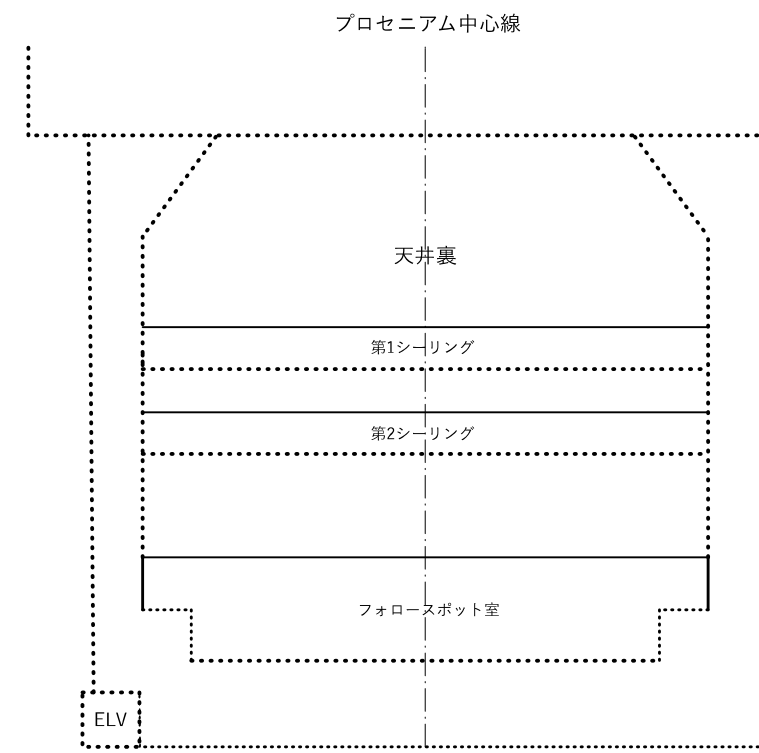 プロセニアム中心線
天井裏
第1シーリング
第2シーリング
フォロースポット室
ELV